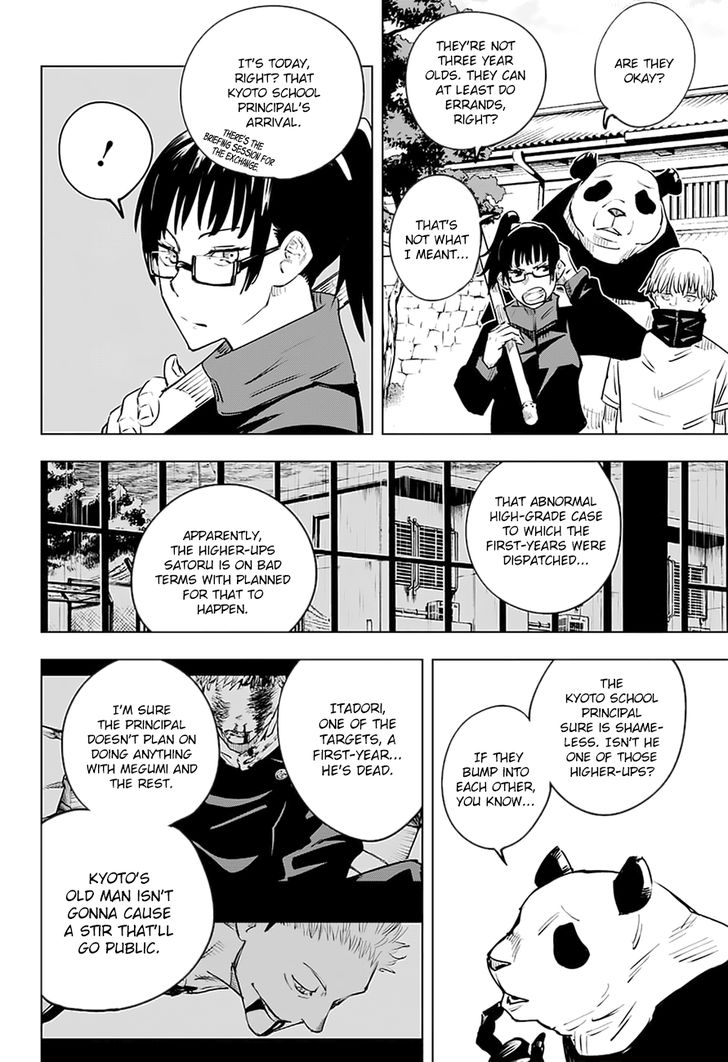 ARE THEY
OKAY?
THEY'RE NOT
THREE YEAR
OLDS. THEY CAN
AT LEAST DO
ERRANDS,
RIGHT?
THAT'S
NOT WHAT
I MEANT...
IT'S TODAY,
RIGHT? THAT
KYOTO SCHOOL
PRINCIPAL'S
ARRIVAL.
THERE'S THE
BRIEFING SESSION FOR
THE EXCHANGE.
!
THAT ABNORMAL
HIGH-GRADE CASE
TO WHICH THE
FIRST-YEARS WERE
DISPATCHED...
APPARENTLY,
THE HIGHER-UPS
SATORU IS ON BAD
TERMS WITH PLANNED
FOR THAT TO
HAPPEN.
THE
KYOTO SCHOOL
PRINCIPAL
SURE IS SHAME-
LESS. ISN'T HE
ONE OF THOSE
HIGHER-UPS?
IF THEY
BUMP INTO
EACH OTHER,
YOU KNOW...
ITADORI,
ONE OF THE
TARGETS, A
FIRST-YEAR...
HE'S DEAD.
I'M SURE
THE PRINCIPAL
DOESN'T PLAN ON
DOING ANYTHING
WITH MEGUMI AND
THE REST.
KYOTO'S
OLD MAN ISN'T
GONNA CAUSE
A STIR THAT'LL
GO PUBLIC.